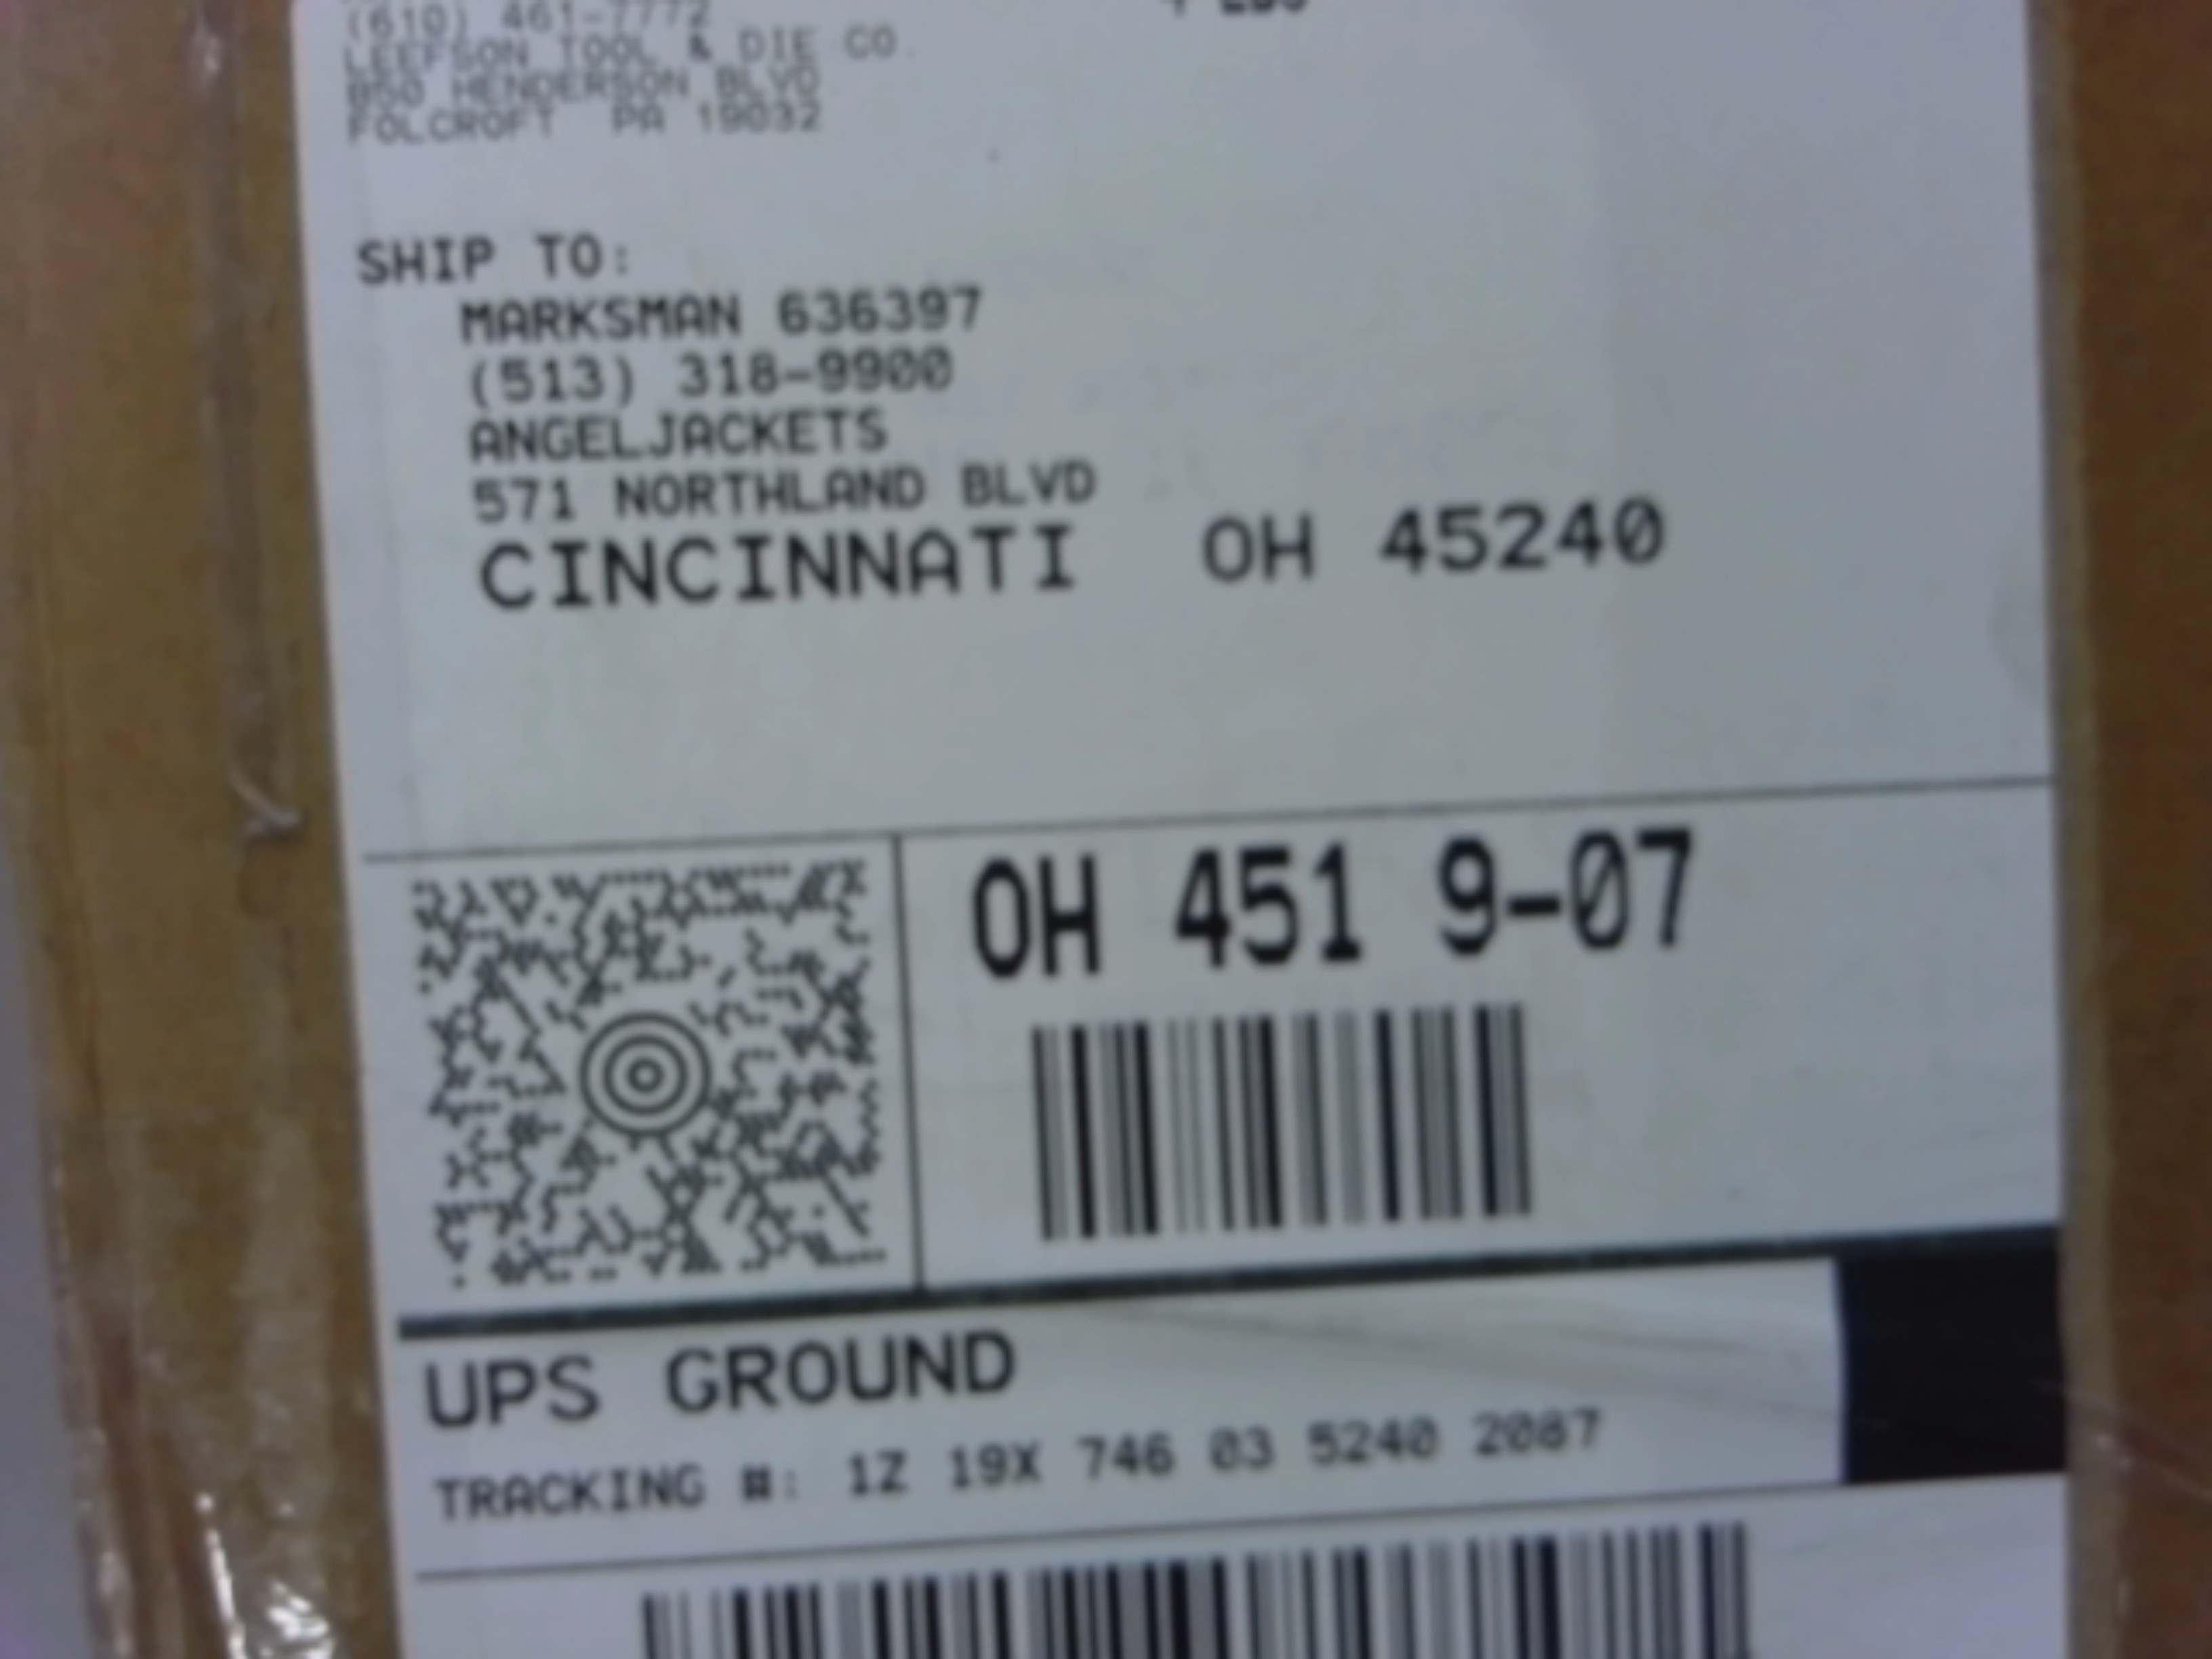 (610) 461-7772
LEEFSON TOOL & DIE CO.
850 HENDERSON BLVD
FOLCROFT PA 19032
LBS
SHIP TO:
MARKSMAN 636397
(513) 318-9900
ANGELJACKETS
571 NORTHLAND BLVD
CINCINNATI OH 45240
OH 451 9-07
UPS GROUND
TRACKING #: 1Z 19X 746 03 5240 2087